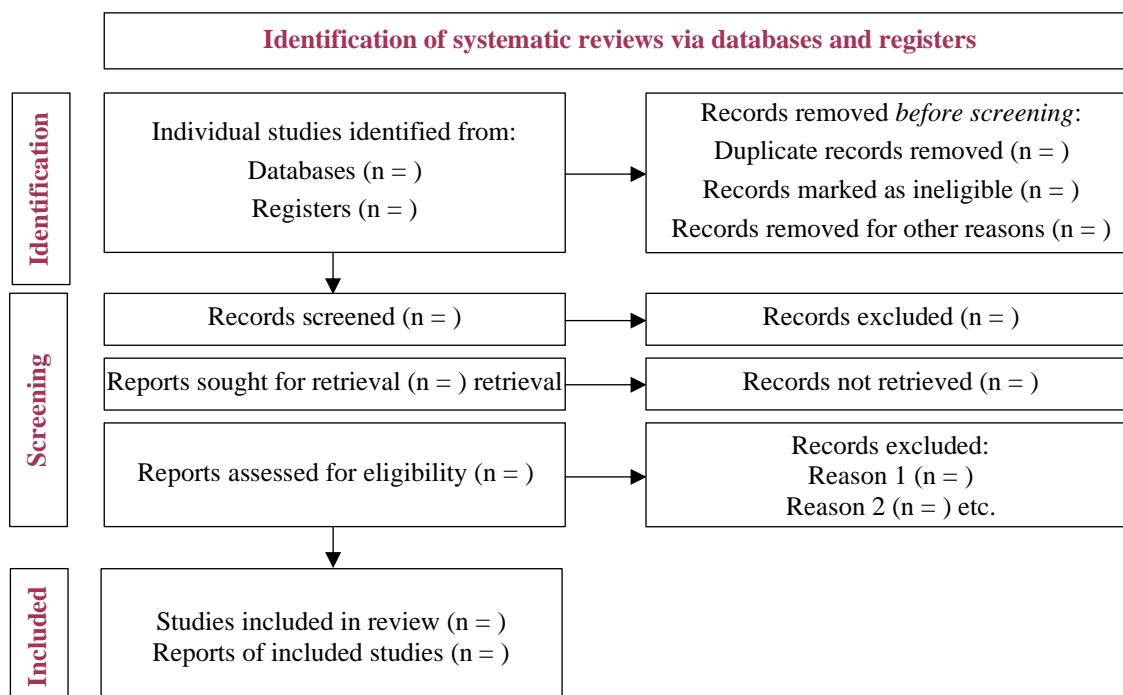 Identification of systematic reviews via databases and registers
Identification
Individual studies identified from:
Databases (n = )
Registers (n = )
Records removed before screening:
Duplicate records removed (n = )
Records marked as ineligible (n = )
Records removed for other reasons (n = )
Screening
Records screened (n = )
Records excluded (n = )
Reports sought for retrieval (n = ) retrieval
Records not retrieved (n = )
Reports assessed for eligibility (n = )
Records excluded:
Reason 1 (n = )
Reason 2 (n = ) etc.
Included
Studies included in review (n = )
Reports of included studies (n = )